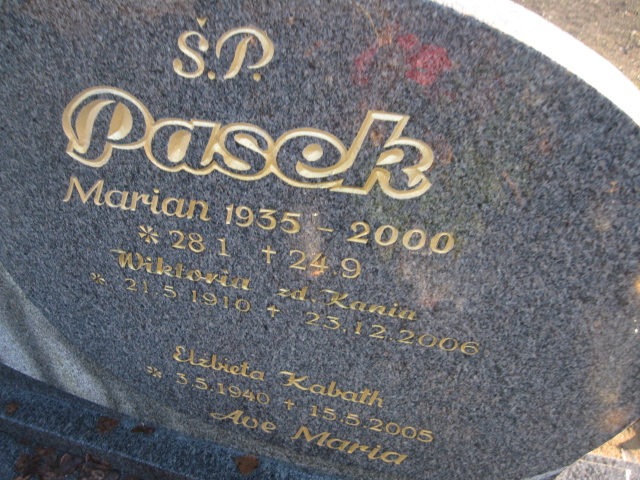 Š.P.
Pasek
Marian 1935 - 2000
* 28.1 + 24.9
Wiktoria zd. Kania
* 21.5.1910 + 23.12.2006
Elżbieta Kabath
* 3.5.1940 + 15.5.2005
Ave Maria